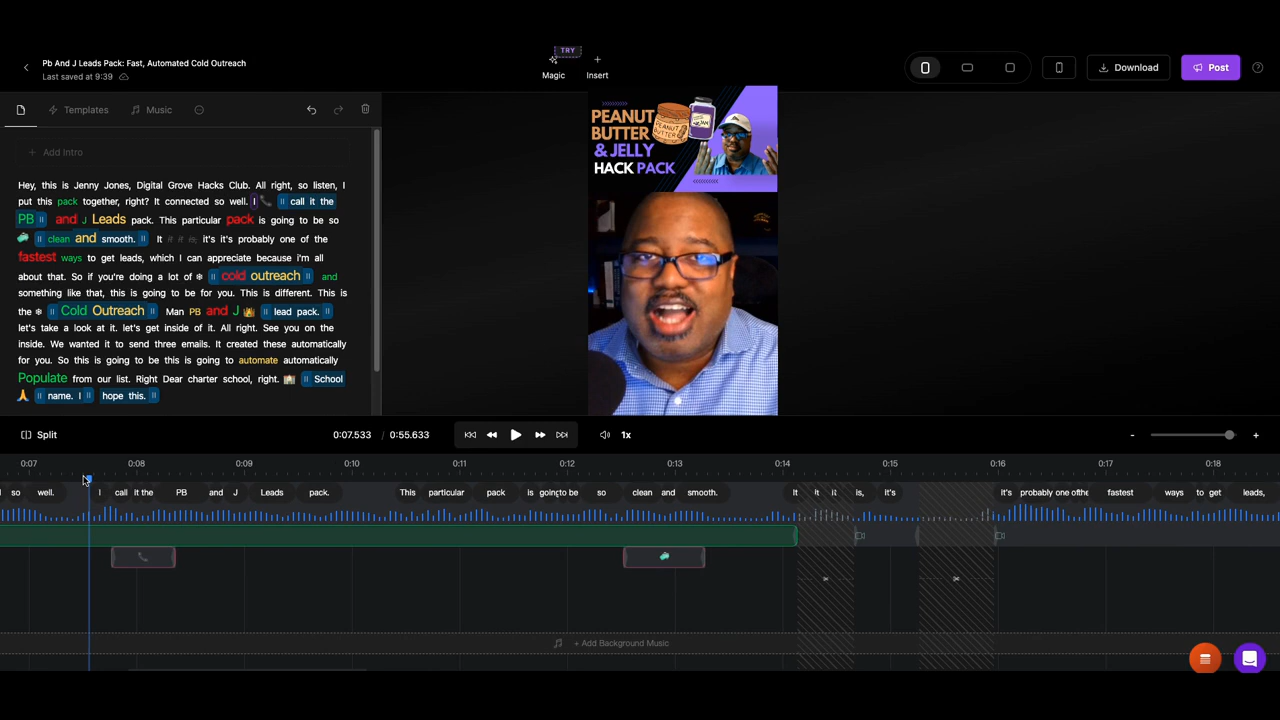 TRY
Pb And J Leads Pack: Fast, Automated Cold Outreach
Last saved at 9:39
Magic
Insert
Download
Post
Templates
Music
+ Add Intro
Hey, this is Jenny Jones, Digital Grove Hacks Club. All right, so listen, I
put this pack together, right? It connected so well. I call it the
PB and J Leads pack. This particular pack is going to be so
clean and smooth. It it's it's probably one of the
fastest ways to get leads, which I can appreciate because i'm all
about that. So if you're doing a lot of cold outreach and
something like that, this is going to be for you. This is different. This is
the Cold Outreach Man PB and J lead pack.
let's take a look at it. let's get inside of it. All right. See you on the
inside. We wanted it to send three emails. It created these automatically
for you. So this is going to be this is going to automate automatically
Populate from our list. Right Dear charter school, right. School
name. I hope this.
PEANUT
BUTTER
& JELLY
HACK PACK
PEANUT
BUTTER
JAM
Split
0:07.533 / 0:55.633
1x
- +
0:07 0:08 0:09 0:10 0:11 0:12 0:13 0:14 0:15 0:16 0:17 0:18
so well. I call it the PB and J Leads pack. This particular pack is going to be so clean and smooth. It It It is, It's It's probably one of the fastest ways to get leads,
+ Add Background Music